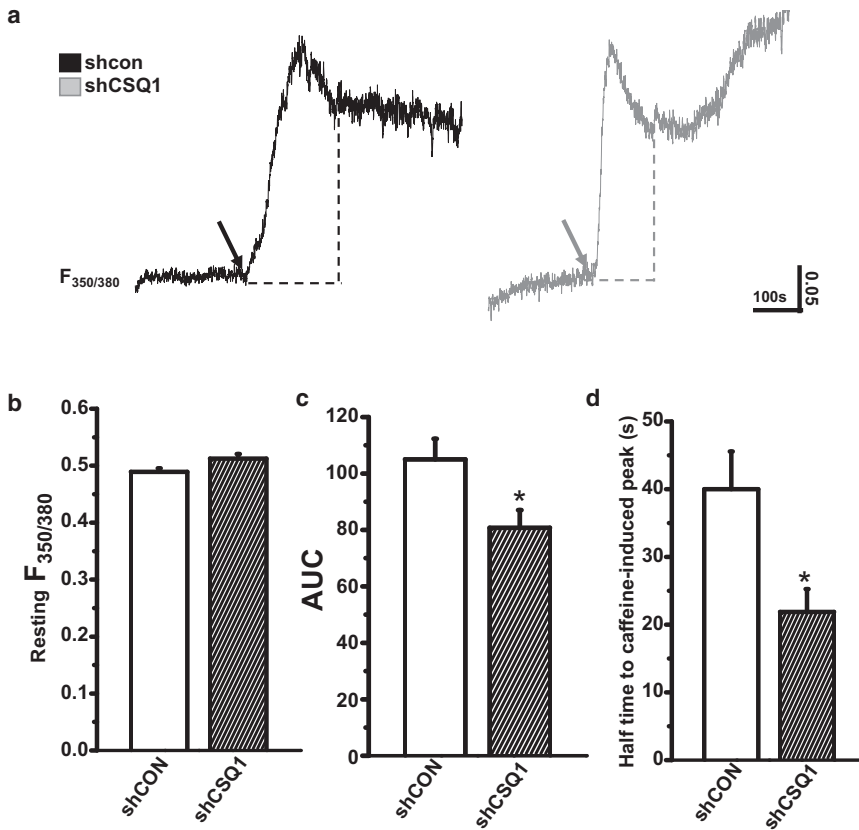 a
shcon
shCSQ1
F350/380
100s
0.05
b
Resting F350/380
0.6
0.5
0.4
0.3
0.2
0.1
0.0
shCON
shCSQ1
c
AUC
120
100
80
60
40
20
0
*
shCON
shCSQ1
d
Half time to caffeine-induced peak (s)
50
40
30
20
10
0
*
shCON
shCSQ1